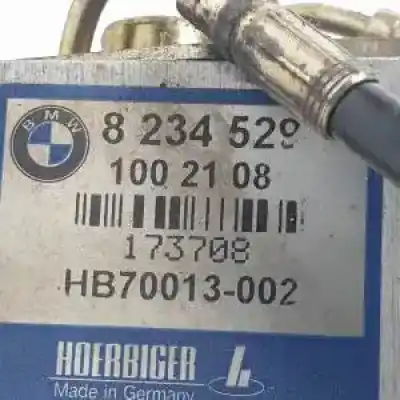 BMW
8 234 529
100 21 08
173708
HB70013-002
HOERBIGER
Made in Germany